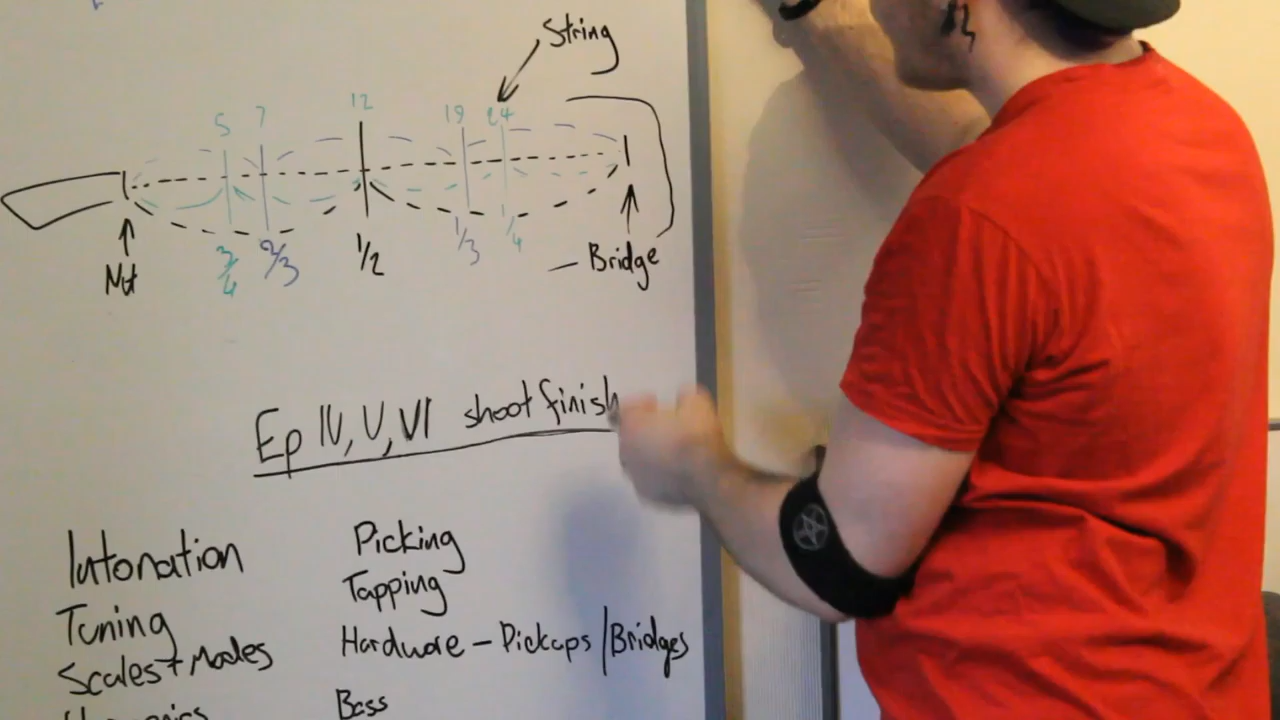 String
5 7 12 19 24
3/4 2/3 1/2 1/3 1/4
Nut
– Bridge
Ep IV, V, VI shoot finish
Intonation
Tuning
Scales + Modes
Picking
Tapping
Hardware – Pickups / Bridges
Bass